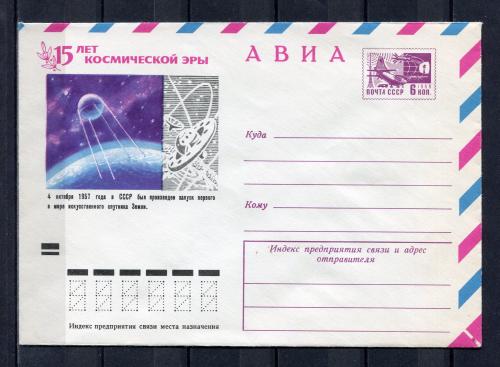 15 ЛЕТ
КОСМИЧЕСКОЙ ЭРЫ
АВИА
ПОЧТА СССР 6 КОП.
4 октября 1957 года в СССР был произведен запуск первого
в мире искусственного спутника Земли.
Куда
Кому
Индекс предприятия связи и адрес
отправителя
Индекс предприятия связи места назначения